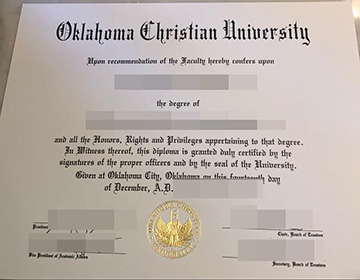 Oklahoma Christian University
Upon recommendation of the Faculty hereby confers upon
the degree of
and all the Honors, Rights and Privileges appertaining to that degree.
In Witness thereof, this diploma is granted duly certified by the
signatures of the proper officers and by the seal of the University.
Given at Oklahoma City, Oklahoma on this fourteenth day
of December, A.D.
President
Chair, Board of Trustees
Vice President of Academic Affairs
Secretary, Board of Trustees